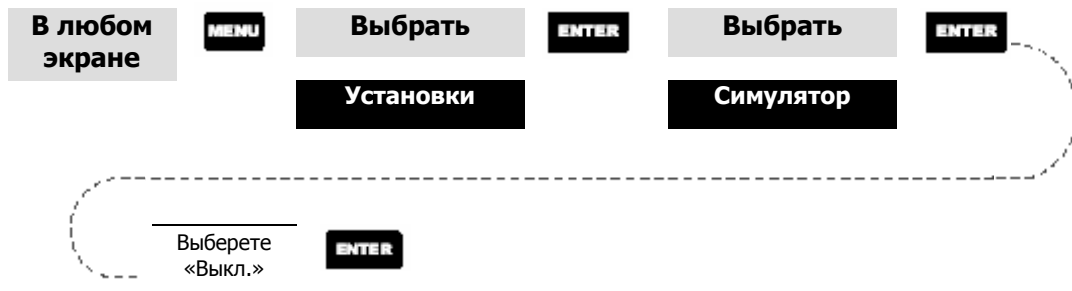 В любом
экране
MENU
Выбрать
Установки
ENTER
Выбрать
Симулятор
ENTER
Выберете
«Выкл.»
ENTER